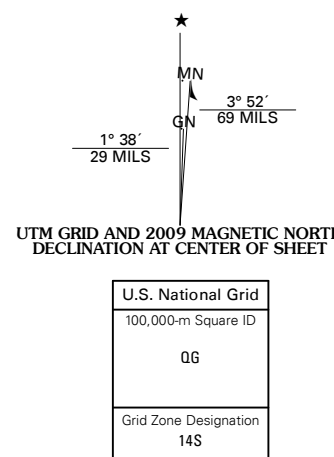 ★
MN
3° 52´
69 MILS
GN
1° 38´
29 MILS
UTM GRID AND 2009 MAGNETIC NORTH
DECLINATION AT CENTER OF SHEET
U.S. National Grid
100,000-m Square ID
QG
Grid Zone Designation
14S